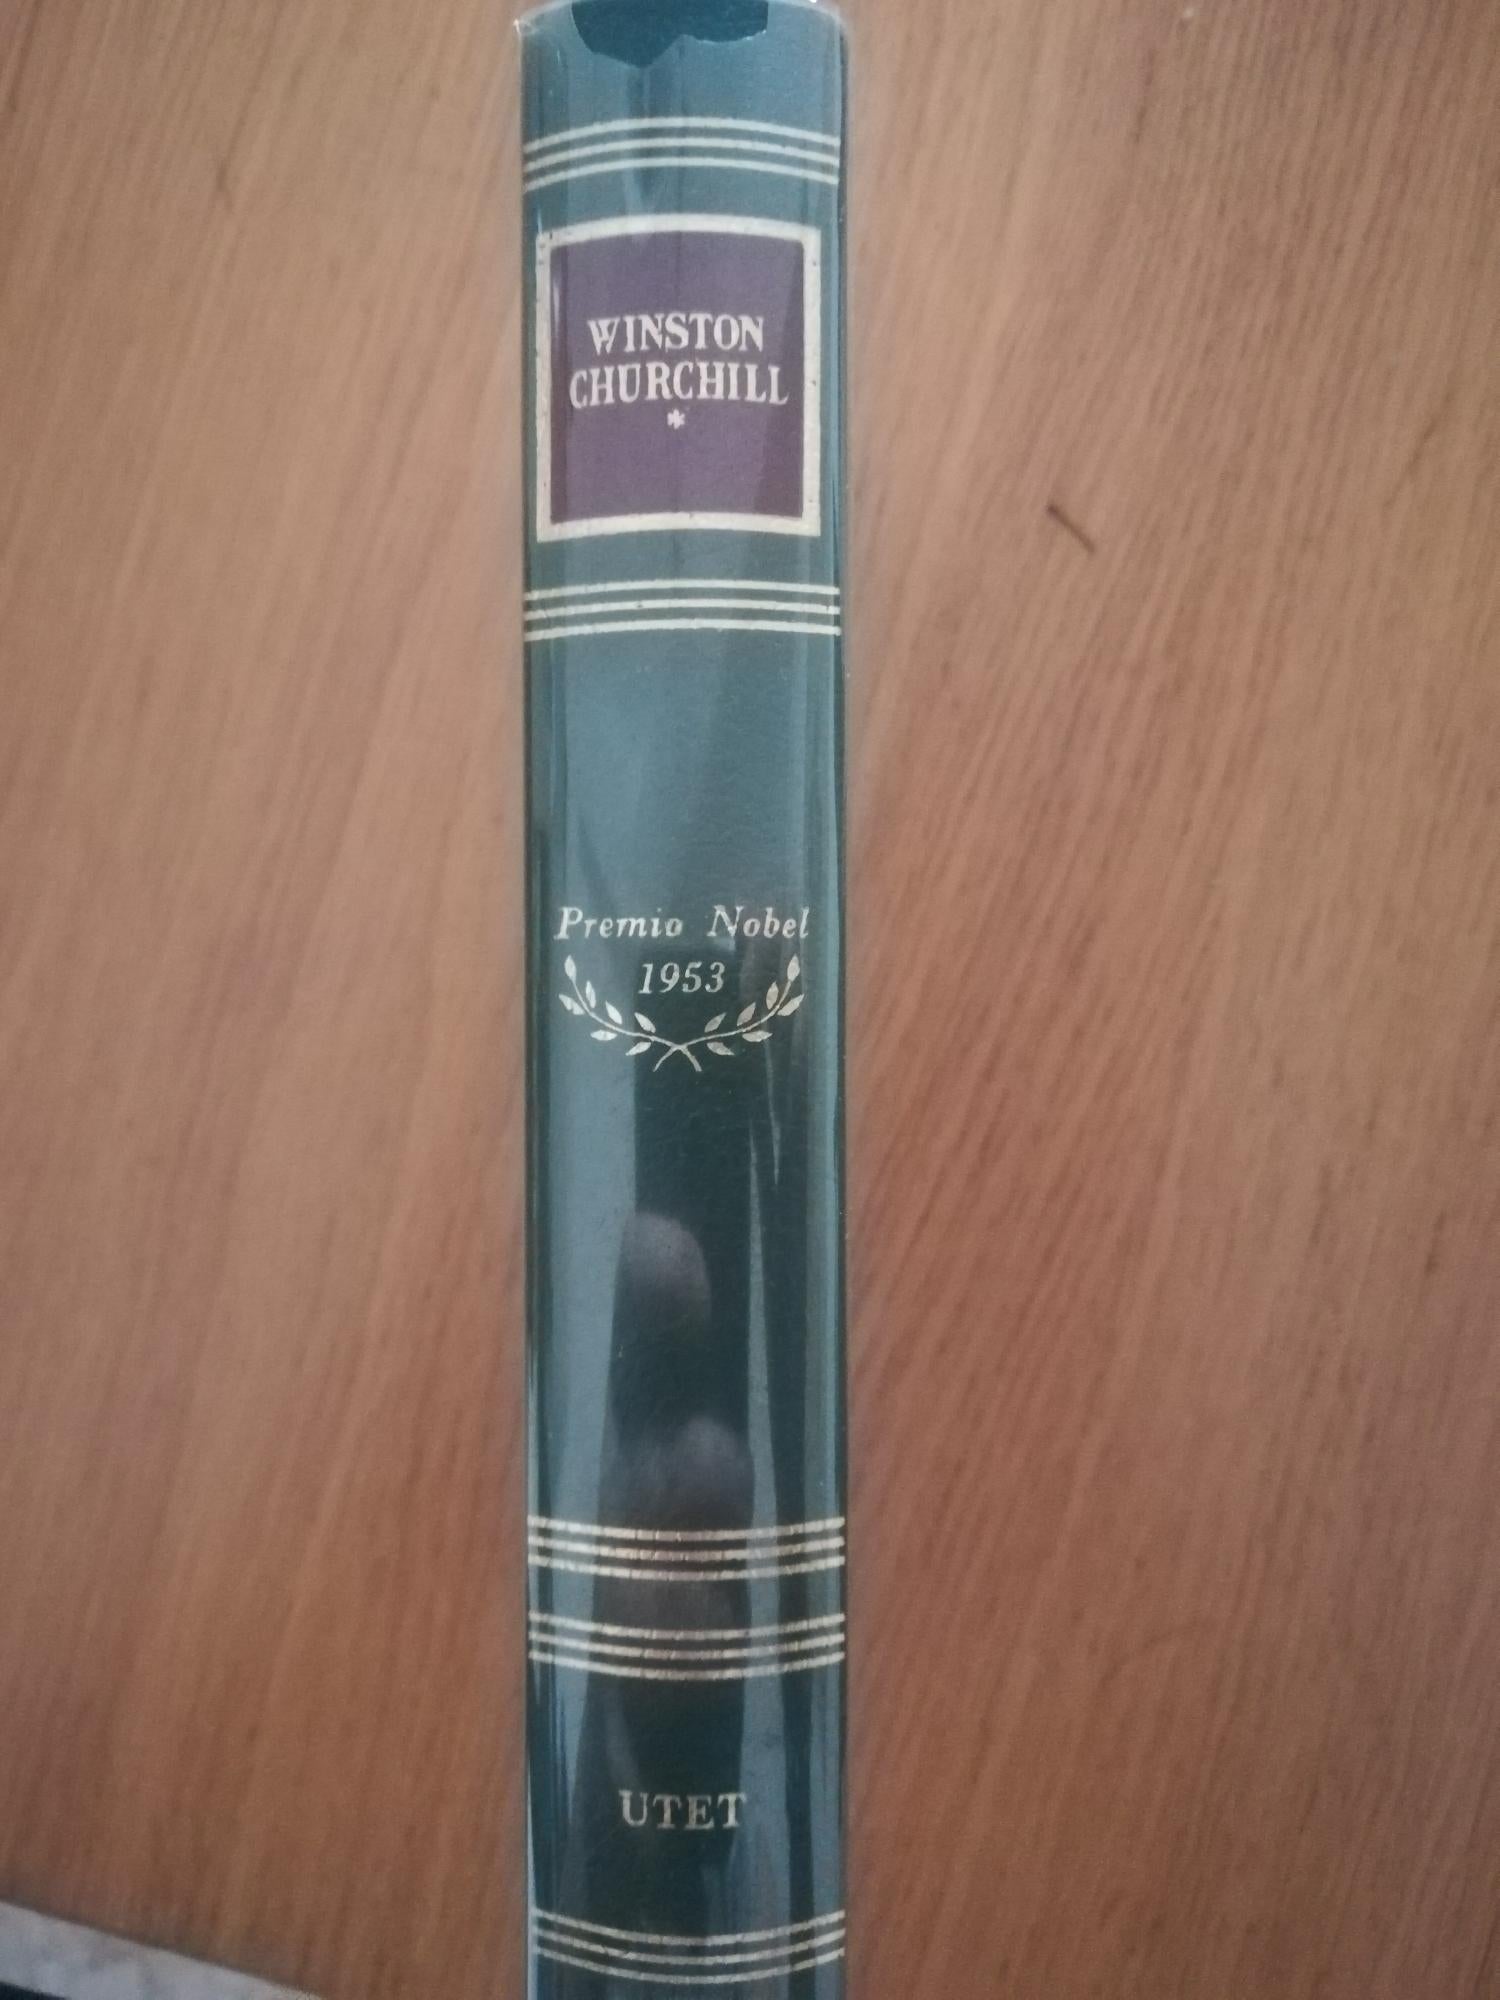 WINSTON
CHURCHILL
*
Premio Nobel
1953
UTET